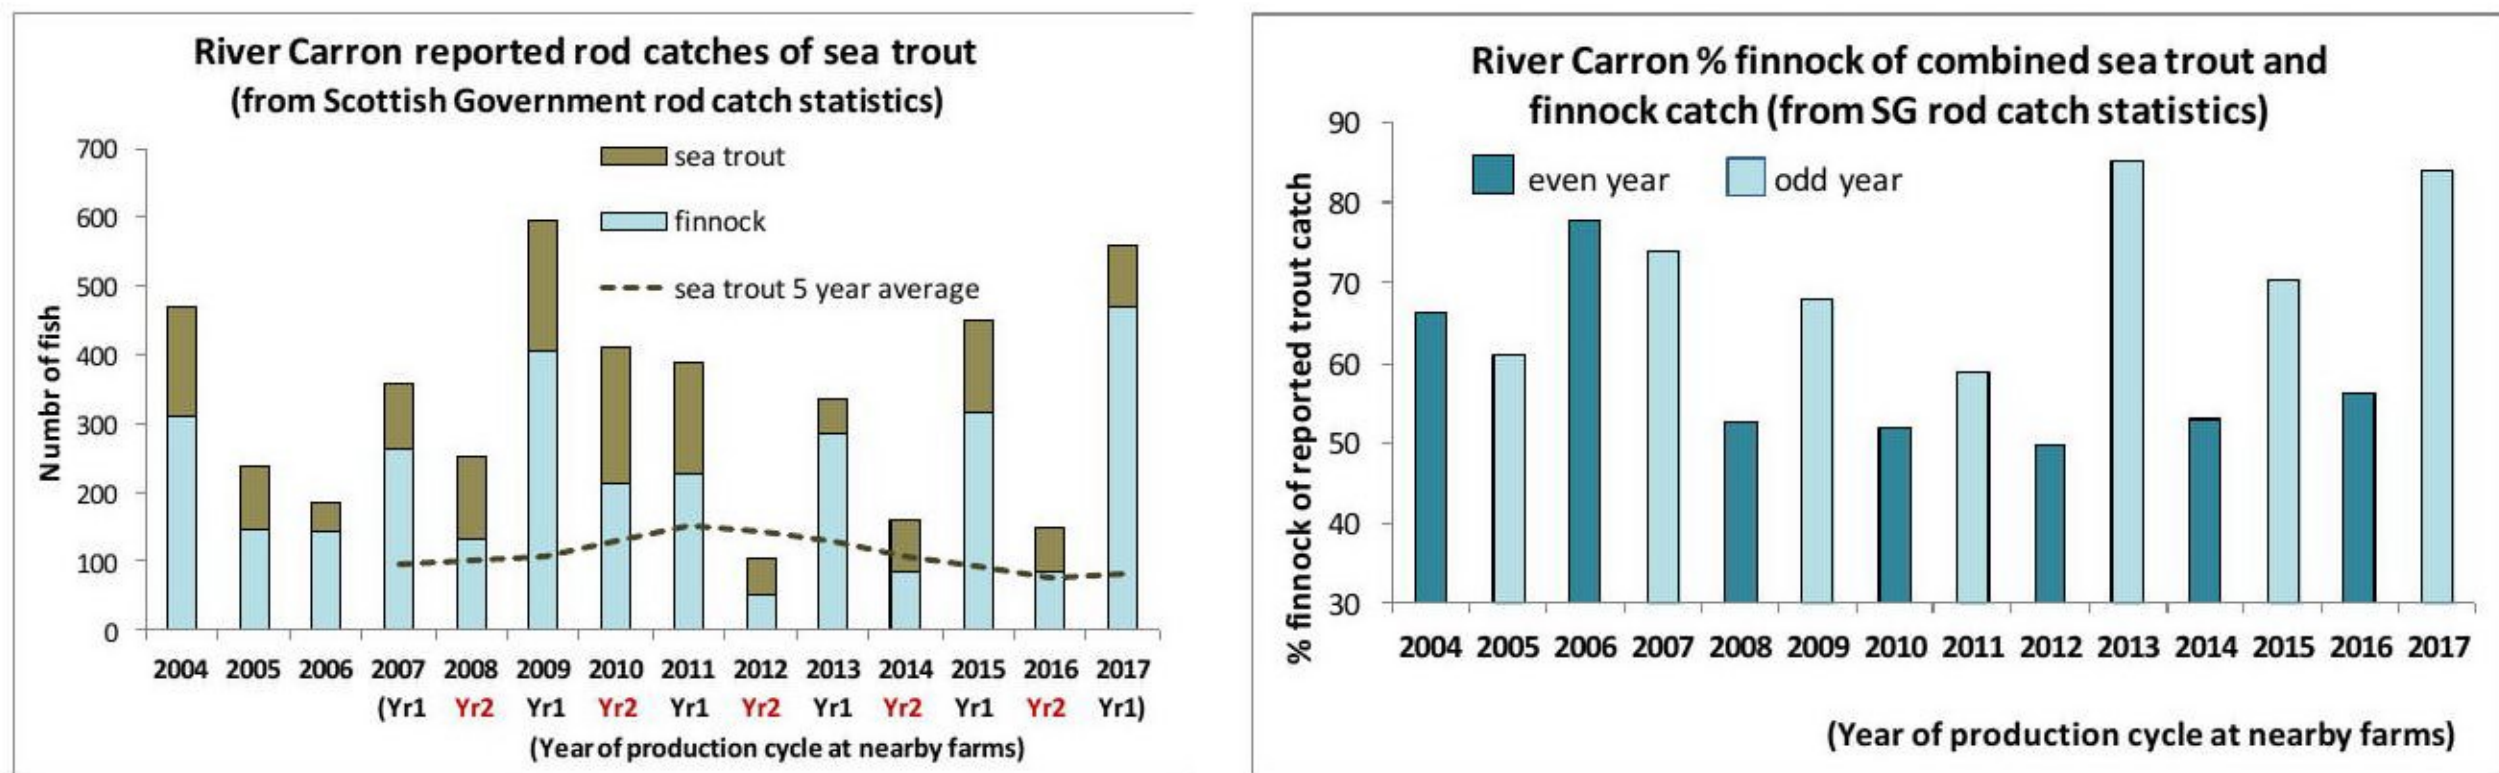 River Carron reported rod catches of sea trout
(from Scottish Government rod catch statistics)
700
600
500
400
300
200
100
0
Numbr of fish
sea trout
finnock
sea trout 5 year average
2004 2005 2006 2007 2008 2009 2010 2011 2012 2013 2014 2015 2016 2017
(Yr1 Yr2 Yr1 Yr2 Yr1 Yr2 Yr1 Yr2 Yr1 Yr2 Yr1)
(Year of production cycle at nearby farms)
River Carron % finnock of combined sea trout and
finnock catch (from SG rod catch statistics)
90
80
70
60
50
40
30
% finnock of reported trout catch
even year
odd year
2004 2005 2006 2007 2008 2009 2010 2011 2012 2013 2014 2015 2016 2017
(Year of production cycle at nearby farms)